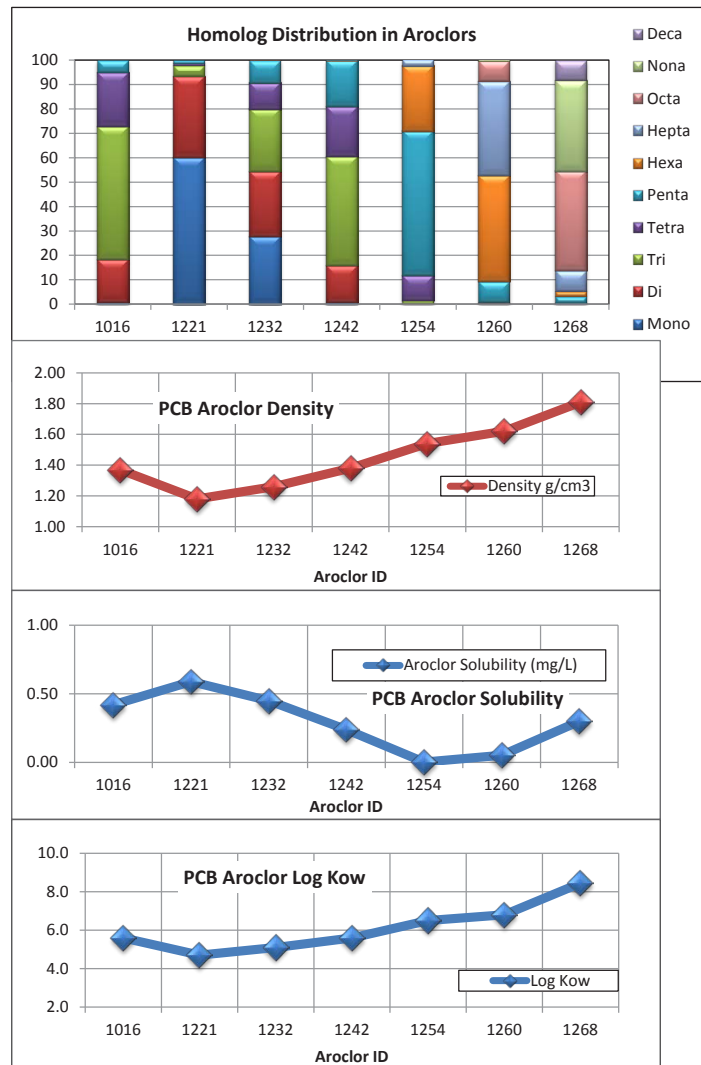 Homolog Distribution in Aroclors
100
90
80
70
60
50
40
30
20
10
0
1016 1221 1232 1242 1254 1260 1268
Deca
Nona
Octa
Hepta
Hexa
Penta
Tetra
Tri
Di
Mono
PCB Aroclor Density
2.00
1.80
1.60
1.40
1.20
1.00
Density g/cm3
1016 1221 1232 1242 1254 1260 1268
Aroclor ID
1.00
0.50
0.00
Aroclor Solubility (mg/L)
PCB Aroclor Solubility
1016 1221 1232 1242 1254 1260 1268
Aroclor ID
PCB Aroclor Log Kow
10.0
8.0
6.0
4.0
2.0
Log Kow
1016 1221 1232 1242 1254 1260 1268
Aroclor ID